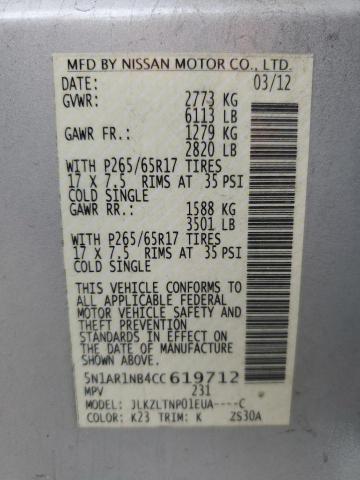 MFD BY NISSAN MOTOR CO., LTD.
DATE: 03/12
GVWR: 2773 KG
6113 LB
GAWR FR: 1279 KG
2820 LB
WITH P265/65R17 TIRES
17 X 7.5 RIMS AT 35 PSI
COLD SINGLE
GAWR RR: 1588 KG
3501 LB
WITH P265/65R17 TIRES
17 X 7.5 RIMS AT 35 PSI
COLD SINGLE
THIS VEHICLE CONFORMS TO
ALL APPLICABLE FEDERAL
MOTOR VEHICLE SAFETY AND
THEFT PREVENTION
STANDARDS IN EFFECT ON
THE DATE OF MANUFACTURE
SHOWN ABOVE.
5N1AR1NB4CC619712
MPV 231
MODEL: JLKZLTNP01EUA----C
COLOR: K23 TRIM: K ZS30A